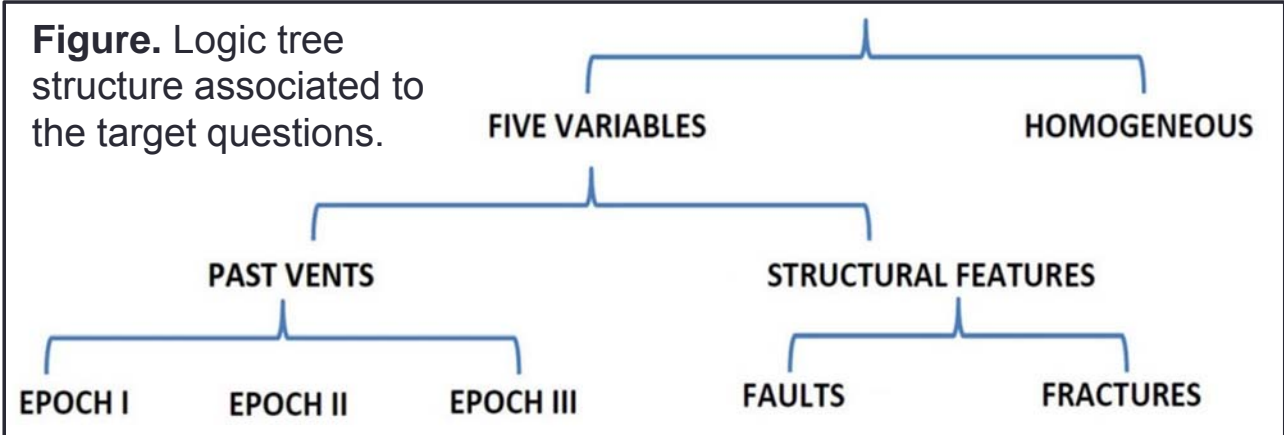 Figure. Logic tree
structure associated to
the target questions.
FIVE VARIABLES
HOMOGENEOUS
PAST VENTS
STRUCTURAL FEATURES
EPOCH I
EPOCH II
EPOCH III
FAULTS
FRACTURES